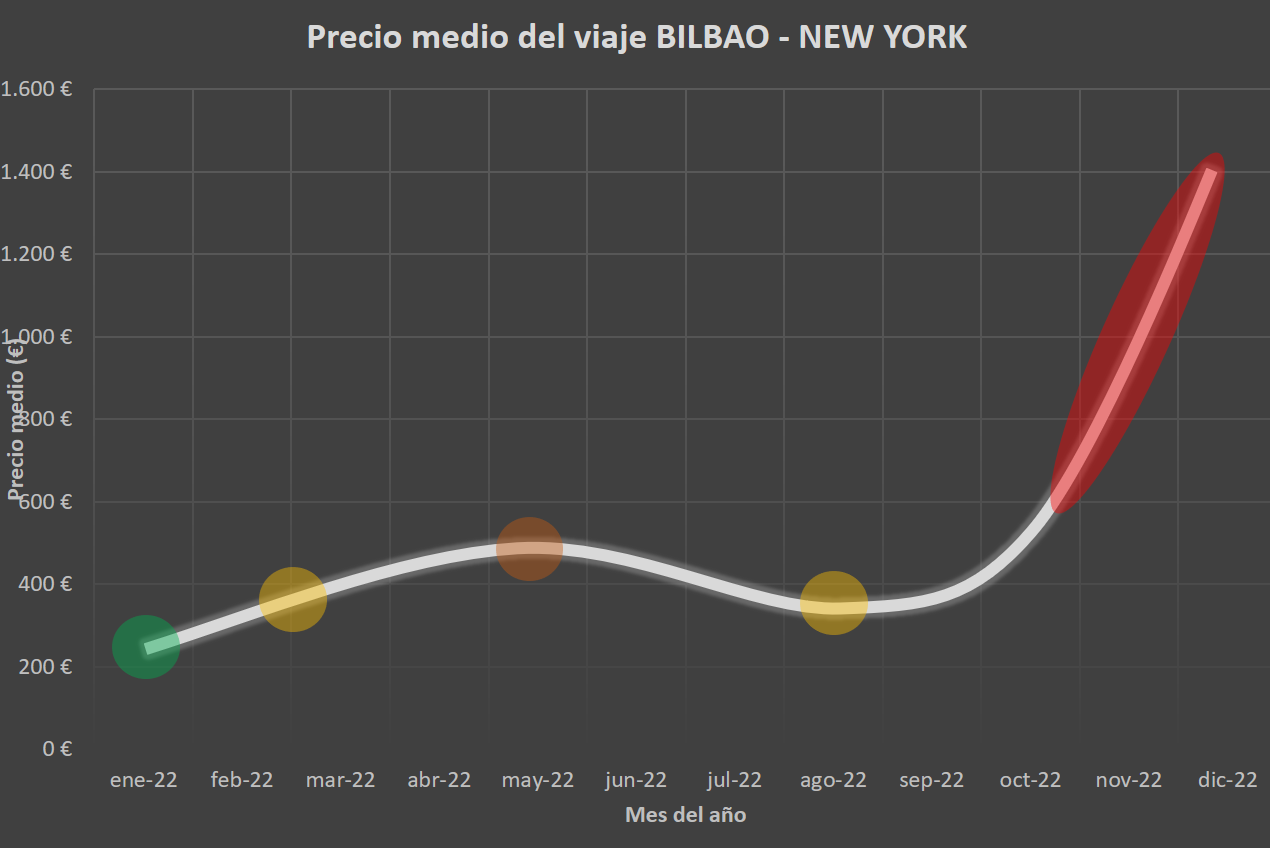 Precio medio del viaje BILBAO - NEW YORK
1.600 €
1.400 €
1.200 €
1.000 €
800 €
600 €
400 €
200 €
0 €
Precio medio (€)
ene-22 feb-22 mar-22 abr-22 may-22 jun-22 jul-22 ago-22 sep-22 oct-22 nov-22 dic-22
Mes del año